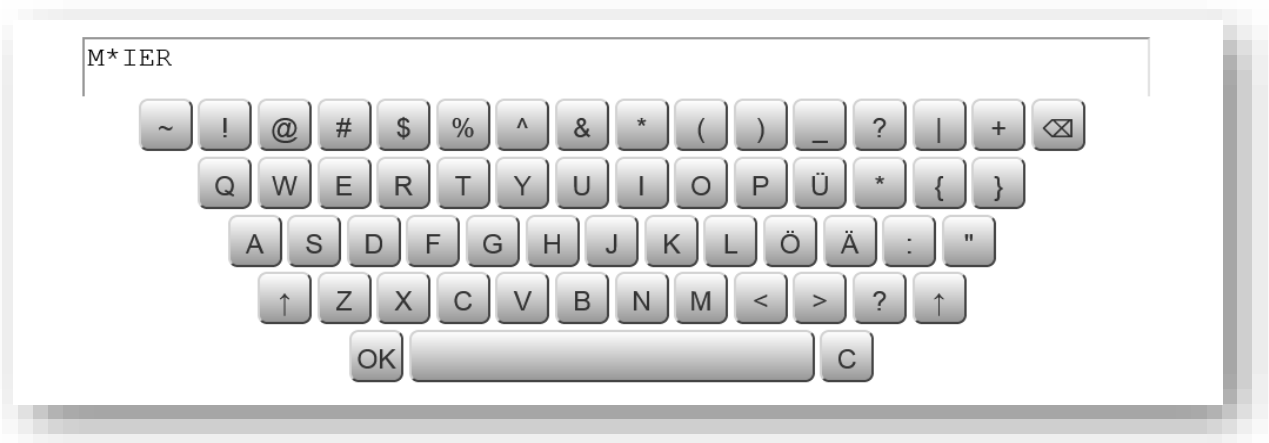 M*IER
~ ! @ # $ % ^ & * ( ) _ ? | + ⌫
Q W E R T Y U I O P Ü * { }
A S D F G H J K L Ö Ä : "
↑ Z X C V B N M < > ? ↑
OK C